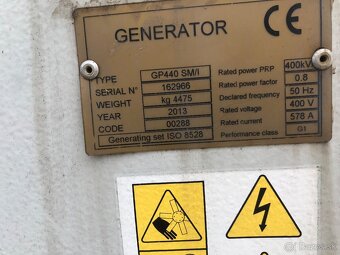 GENERATOR CE
TYPE GP440 SM/I Rated power PRP 400kVA
SERIAL N° 162966 Rated power factor 0.8
WEIGHT kg 4475 Declared frequency 50 Hz
YEAR 2013 Rated voltage 400 V
CODE 00288 Rated current 578 A
Generating set ISO 8528 Performance class G1